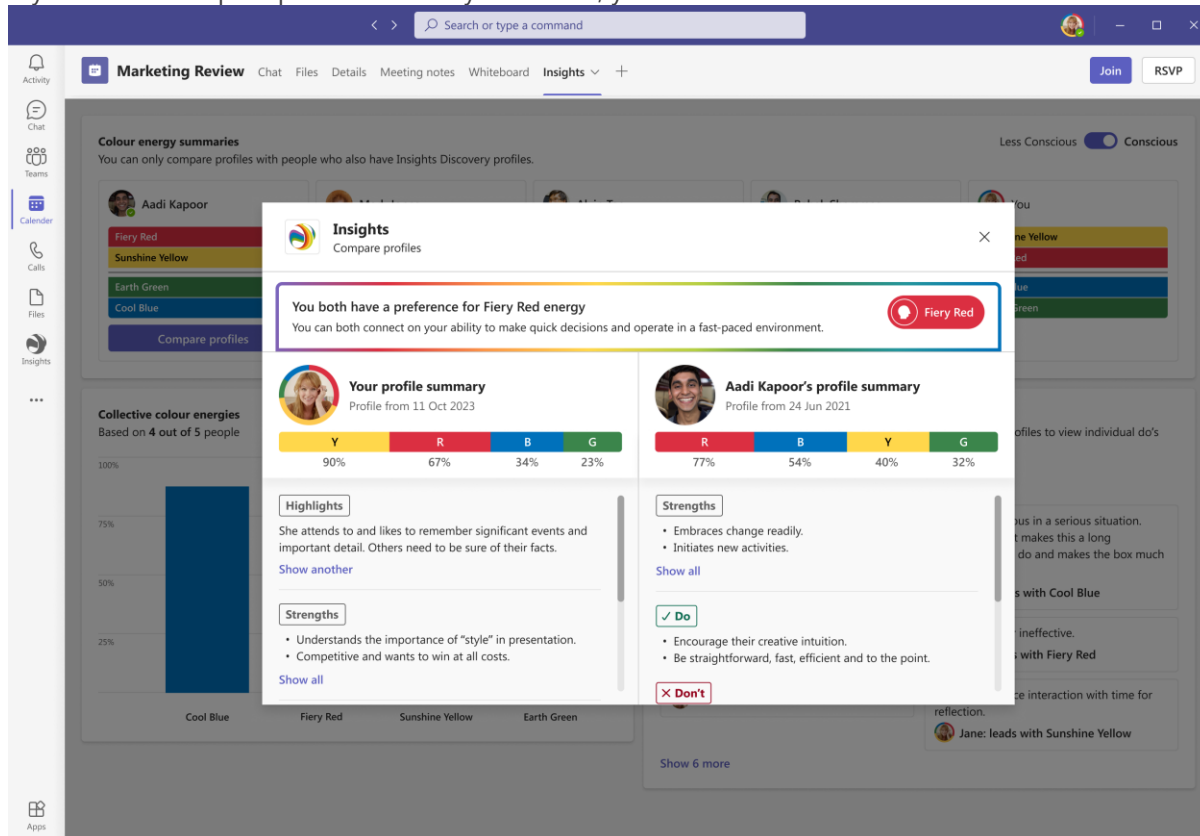 Search or type a command
Activity
Chat
Teams
Calender
Calls
Files
Insights
Apps
Marketing Review Chat Files Details Meeting notes Whiteboard Insights
Join RSVP
Colour energy summaries
You can only compare profiles with people who also have Insights Discovery profiles.
Less Conscious Conscious
Aadi Kapoor
Fiery Red
Sunshine Yellow
Earth Green
Cool Blue
Compare profiles
You
Yellow
Green
Insights
Compare profiles
You both have a preference for Fiery Red energy
You can both connect on your ability to make quick decisions and operate in a fast-paced environment.
Fiery Red
Your profile summary
Profile from 11 Oct 2023
Y R B G
90% 67% 34% 23%
Highlights
She attends to and likes to remember significant events and
important detail. Others need to be sure of their facts.
Show another
Strengths
• Understands the importance of “style” in presentation.
• Competitive and wants to win at all costs.
Show all
Aadi Kapoor’s profile summary
Profile from 24 Jun 2021
R B Y G
77% 54% 40% 32%
Strengths
• Embraces change readily.
• Initiates new activities.
Show all
✓ Do
• Encourage their creative intuition.
• Be straightforward, fast, efficient and to the point.
✕ Don't
Collective colour energies
Based on 4 out of 5 people
100%
75%
50%
25%
Cool Blue Fiery Red Sunshine Yellow Earth Green
to view individual do's
in a serious situation.
makes this a long
do and makes the box much
with Cool Blue
ineffective.
with Fiery Red
interaction with time for
reflection.
Jane: leads with Sunshine Yellow
Show 6 more